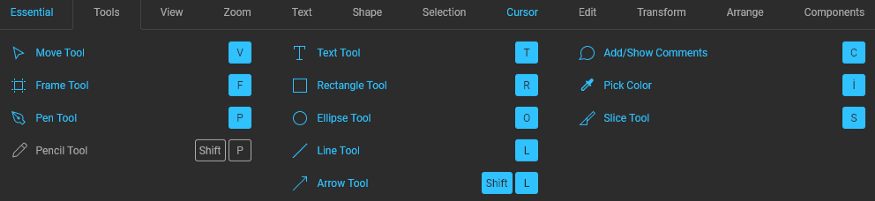 Essential Tools View Zoom Text Shape Selection Cursor Edit Transform Arrange Components
Move Tool V Text Tool T Add/Show Comments C
Frame Tool F Rectangle Tool R Pick Color İ
Pen Tool P Ellipse Tool O Slice Tool S
Pencil Tool Shift P Line Tool L
Arrow Tool Shift L